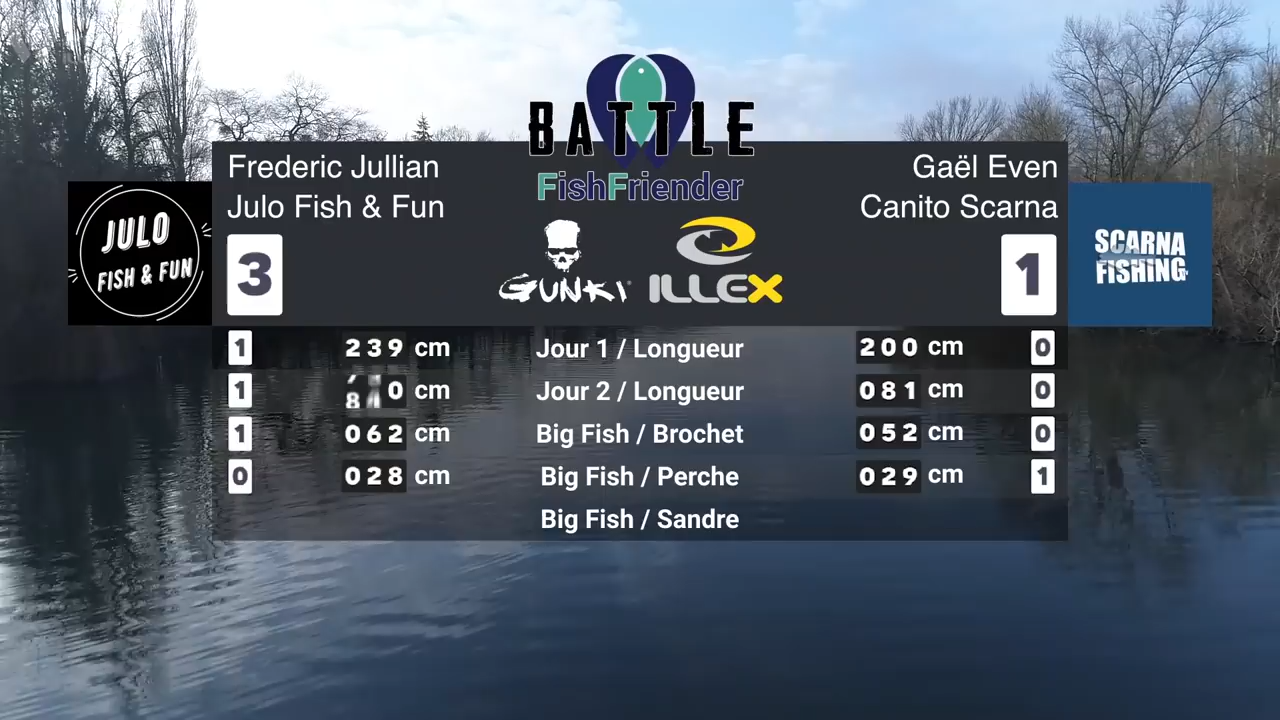 BATTLE
FishFriender
Frederic Jullian
Julo Fish & Fun
Gaël Even
Canito Scarna
JULO
FISH & FUN
3
GUNKI
ILLEX
1
SCARNA
FISHING
1 239 cm Jour 1 / Longueur 200 cm 0
1 0 cm Jour 2 / Longueur 081 cm 0
1 062 cm Big Fish / Brochet 052 cm 0
0 028 cm Big Fish / Perche 029 cm 1
Big Fish / Sandre